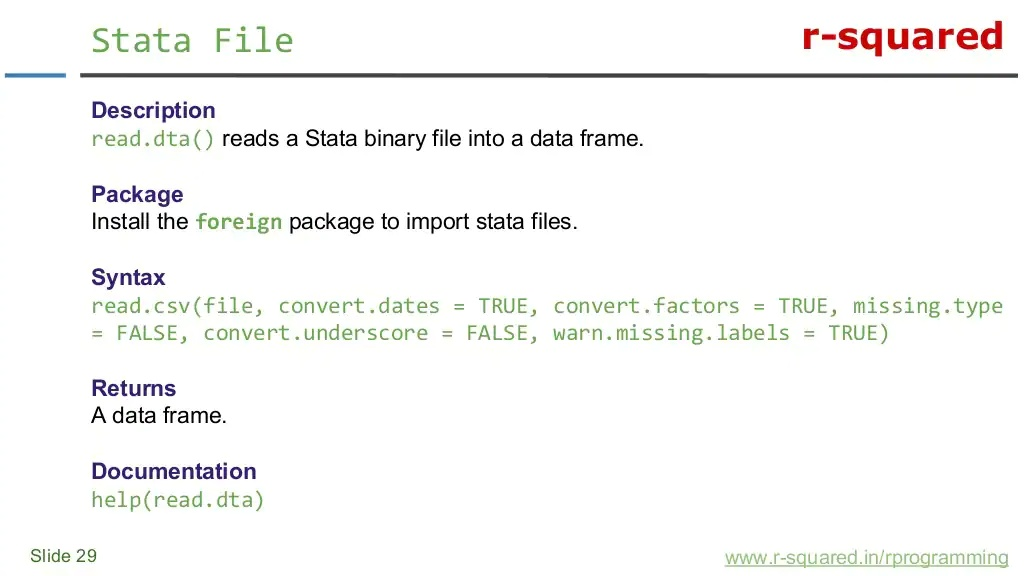 Stata File
r-squared
Description
read.dta() reads a Stata binary file into a data frame.
Package
Install the foreign package to import stata files.
Syntax
read.csv(file, convert.dates = TRUE, convert.factors = TRUE, missing.type
= FALSE, convert.underscore = FALSE, warn.missing.labels = TRUE)
Returns
A data frame.
Documentation
help(read.dta)
Slide 29
www.r-squared.in/rprogramming